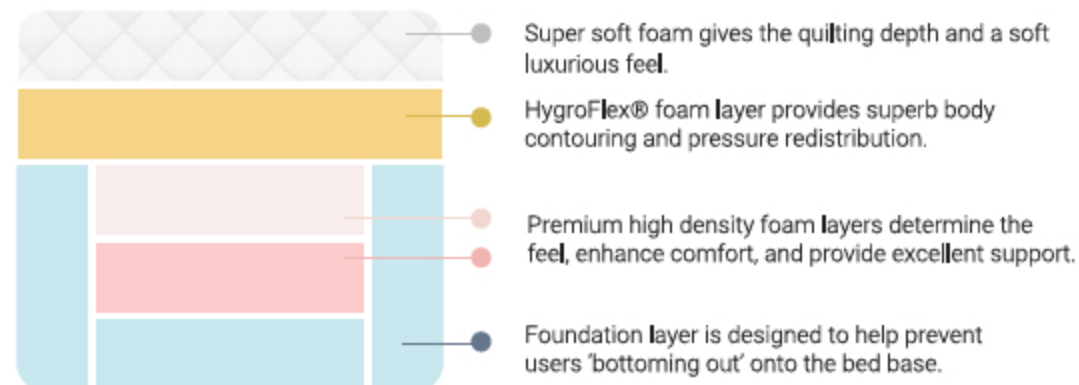 Super soft foam gives the quilting depth and a soft
luxurious feel.
HygroFlex® foam layer provides superb body
contouring and pressure redistribution.
Premium high density foam layers determine the
feel, enhance comfort, and provide excellent support.
Foundation layer is designed to help prevent
users ‘bottoming out’ onto the bed base.